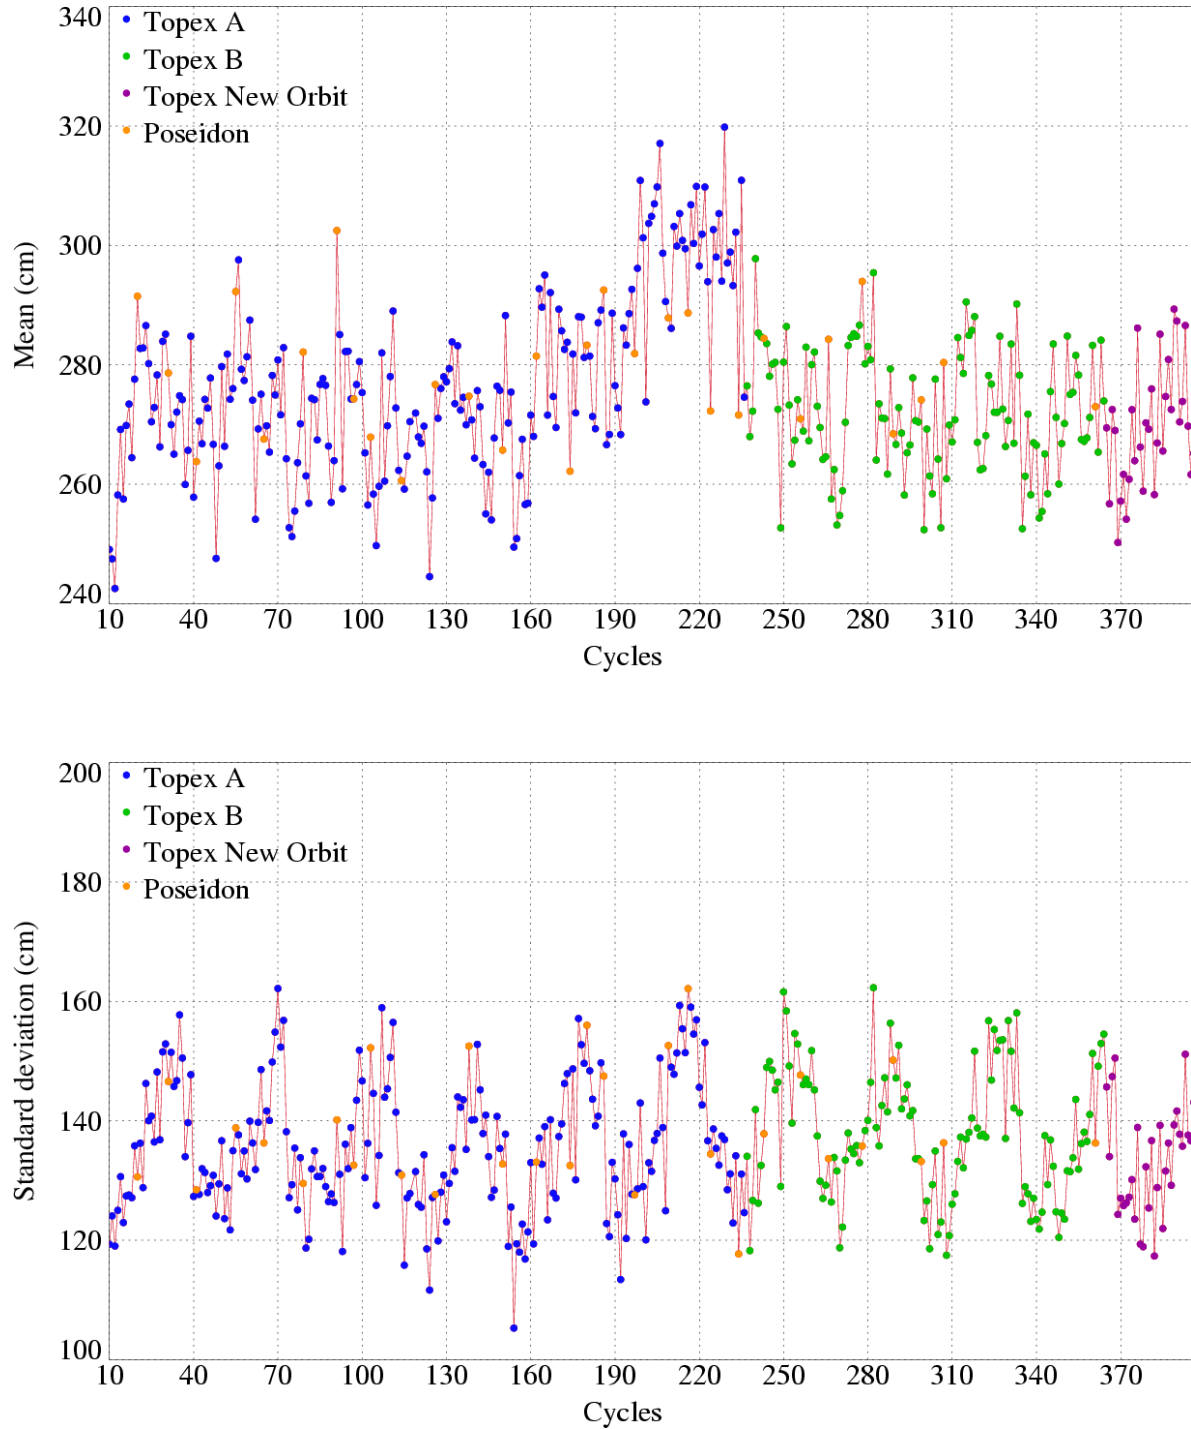 340
320
300
280
260
240
Mean (cm)
Topex A
Topex B
Topex New Orbit
Poseidon
10 40 70 100 130 160 190 220 250 280 310 340 370
Cycles
200
180
160
140
120
100
Standard deviation (cm)
Topex A
Topex B
Topex New Orbit
Poseidon
10 40 70 100 130 160 190 220 250 280 310 340 370
Cycles